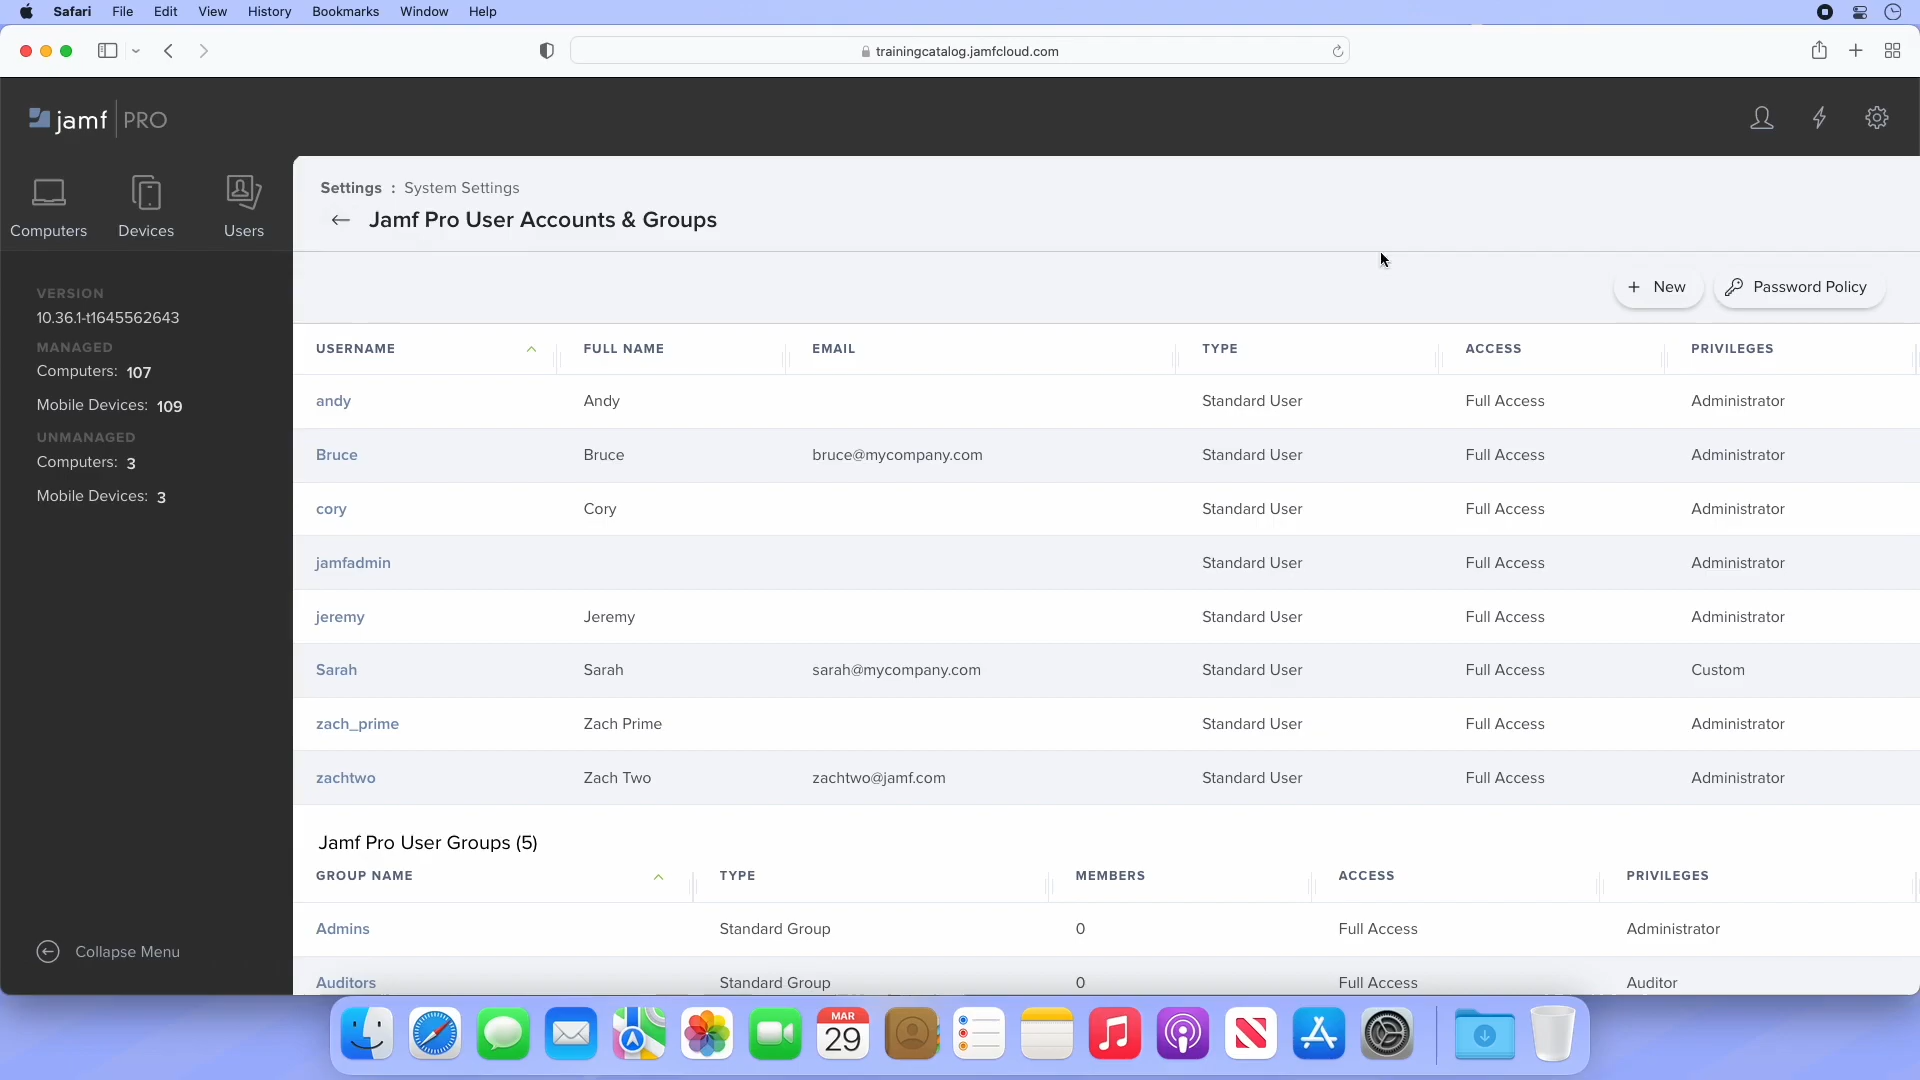 Safari File Edit View History Bookmarks Window Help
trainingcatalog.jamfcloud.com
jamf PRO
Computers Devices Users
VERSION
10.36.1-t1645562643
MANAGED
Computers: 107
Mobile Devices: 109
UNMANAGED
Computers: 3
Mobile Devices: 3
Collapse Menu
Settings : System Settings
Jamf Pro User Accounts & Groups
New Password Policy
USERNAME FULL NAME EMAIL TYPE ACCESS PRIVILEGES
andy Andy Standard User Full Access Administrator
Bruce Bruce bruce@mycompany.com Standard User Full Access Administrator
cory Cory Standard User Full Access Administrator
jamfadmin Standard User Full Access Administrator
jeremy Jeremy Standard User Full Access Administrator
Sarah Sarah sarah@mycompany.com Standard User Full Access Custom
zach_prime Zach Prime Standard User Full Access Administrator
zachtwo Zach Two zachtwo@jamf.com Standard User Full Access Administrator
Jamf Pro User Groups (5)
GROUP NAME TYPE MEMBERS ACCESS PRIVILEGES
Admins Standard Group 0 Full Access Administrator
Auditors Standard Group 0 Full Access Auditor
MAR
29